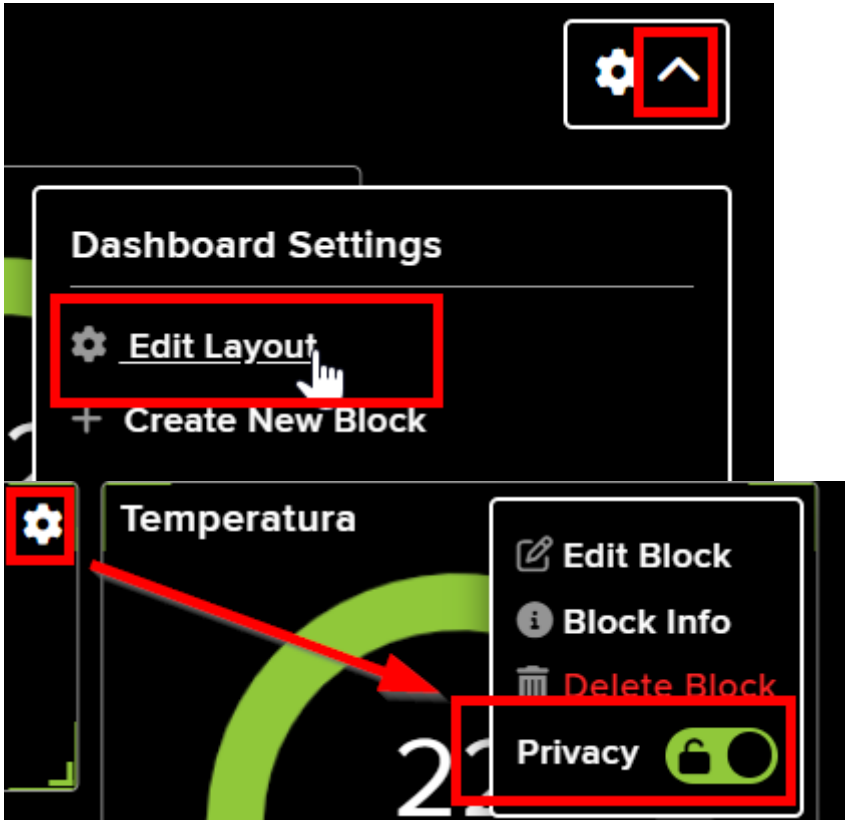 Dashboard Settings
Edit Layout
Create New Block
Temperatura
Edit Block
Block Info
Delete Block
Privacy